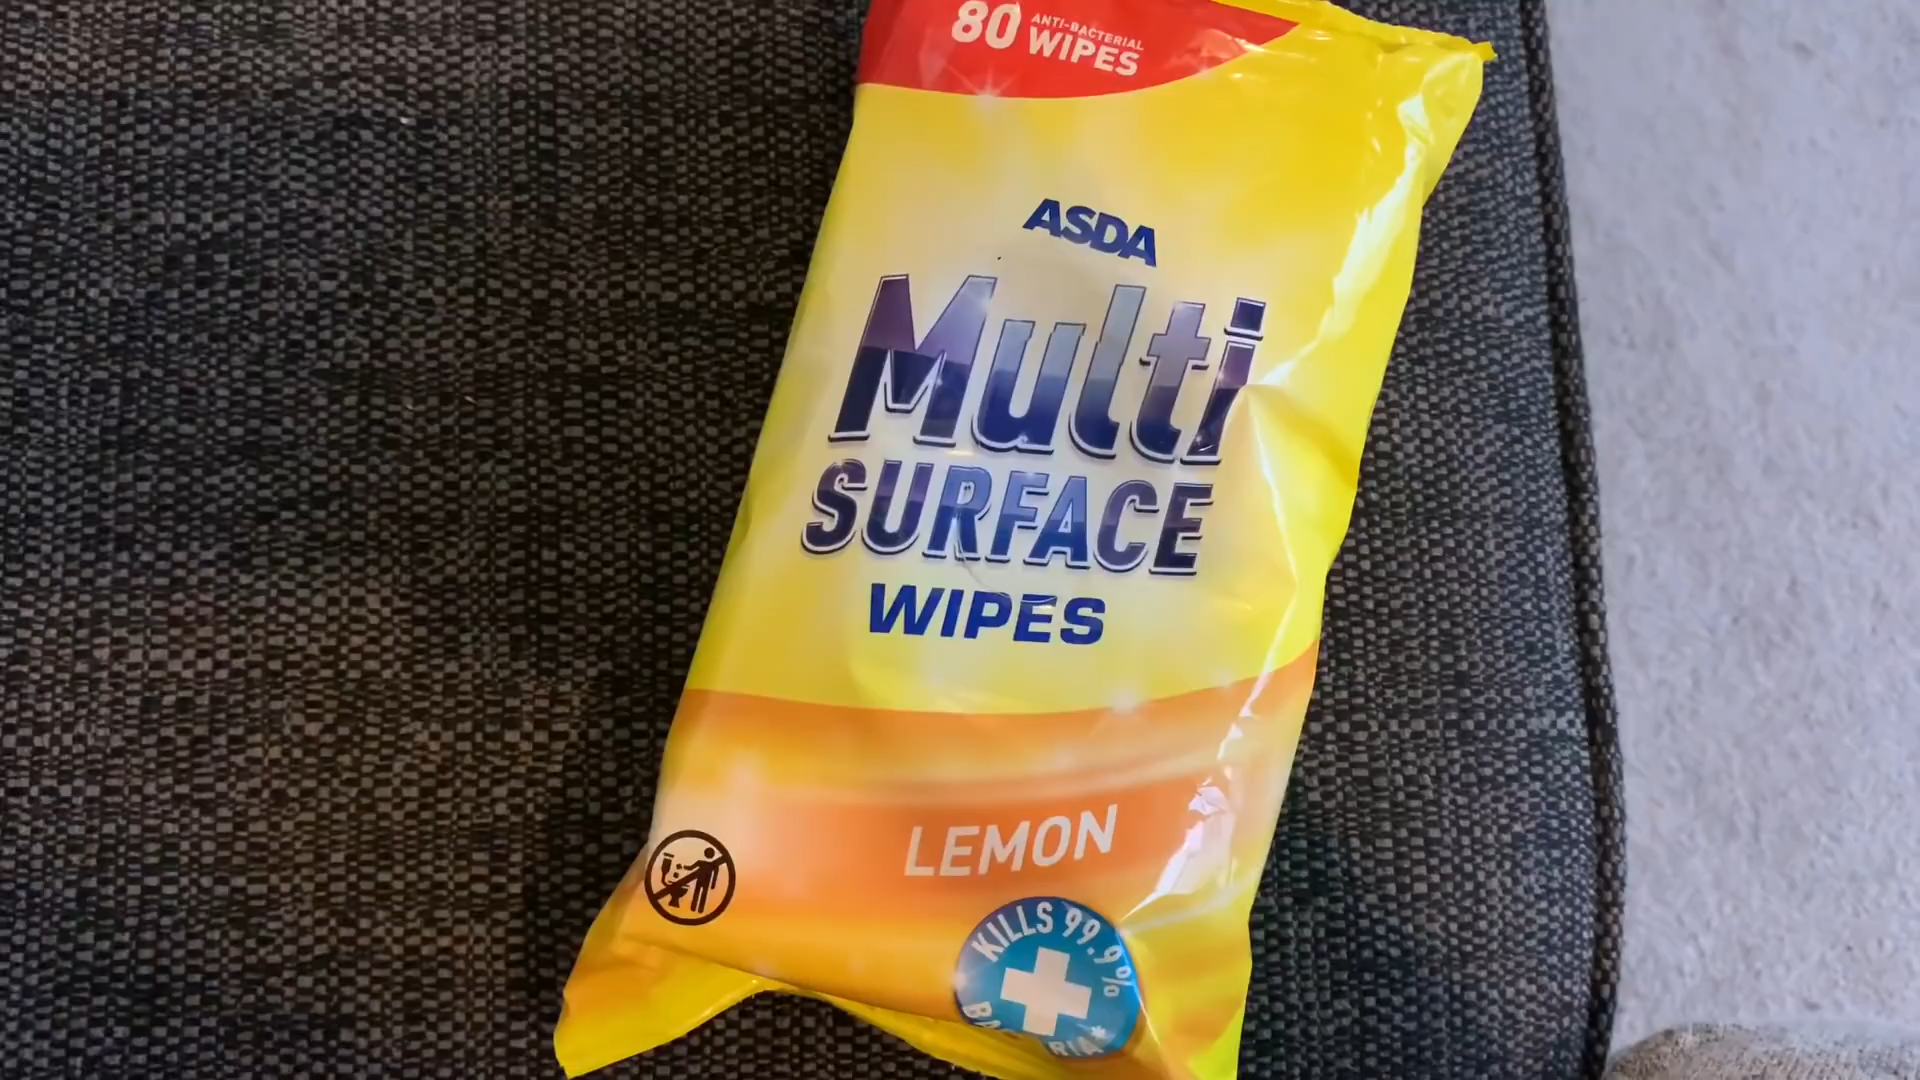 80 ANTI-BACTERIAL
WIPES
ASDA
Multi
SURFACE
WIPES
LEMON
KILLS 99.9%